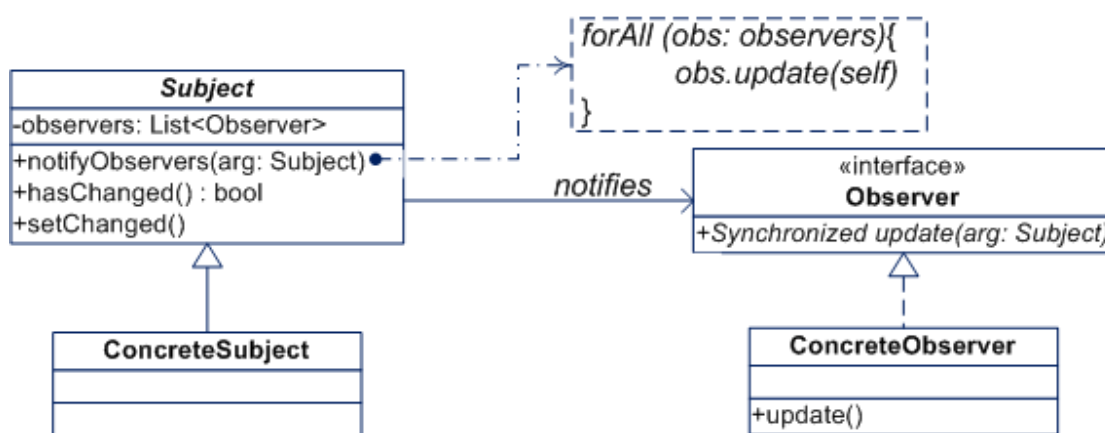 forAll (obs: observers){
obs.update(self)
}
Subject
-observers: List<Observer>
+notifyObservers(arg: Subject)
+hasChanged() : bool
+setChanged()
notifies
«interface»
Observer
+Synchronized update(arg: Subject)
ConcreteSubject
ConcreteObserver
+update()